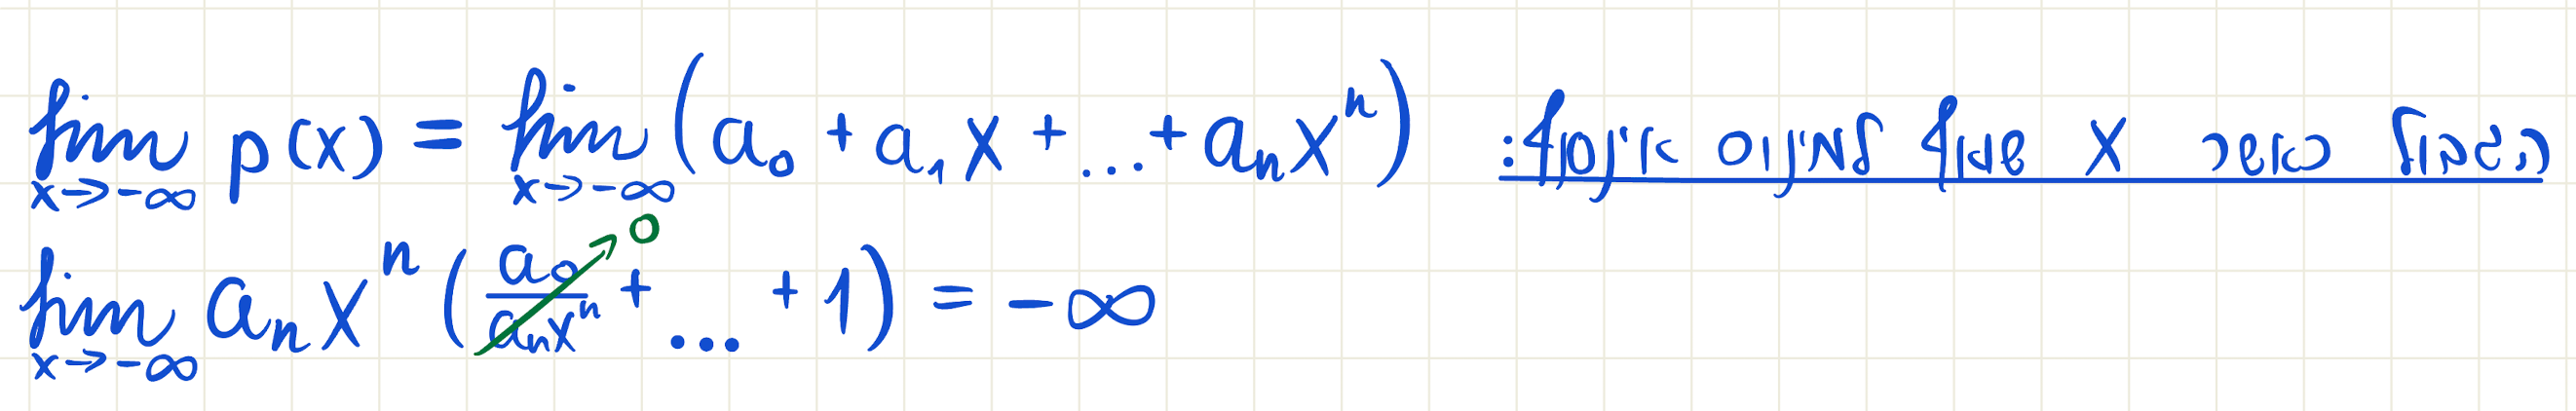 הגבול כאשר x שואף למינוס אינסוף: lim_{x→-∞} p(x) = lim_{x→-∞} (a₀ + a₁x + ... + aₙxⁿ)
lim_{x→-∞} aₙxⁿ (a₀/(aₙxⁿ) → 0 + ... + 1) = -∞